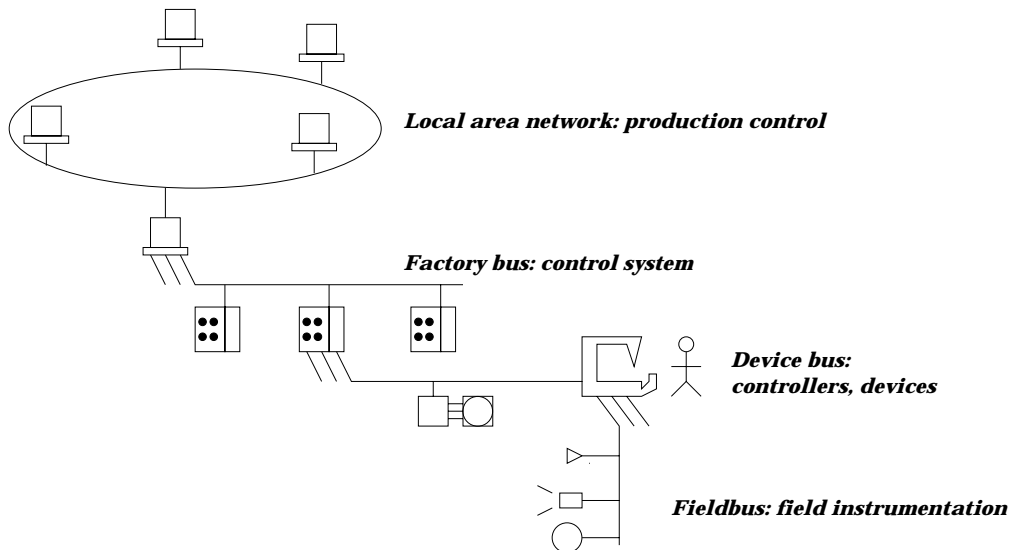 Local area network: production control
Factory bus: control system
Device bus:
controllers, devices
Fieldbus: field instrumentation